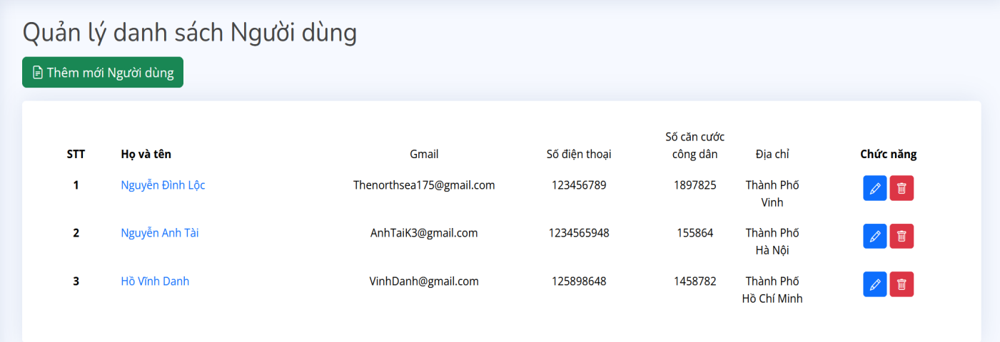 Quản lý danh sách Người dùng
Thêm mới Người dùng
Số căn cước
STT Họ và tên Gmail Số điện thoại công dân Địa chỉ Chức năng
1 Nguyễn Đình Lộc Thenorthsea175@gmail.com 123456789 1897825 Thành Phố
Vinh
2 Nguyễn Anh Tài AnhTaiK3@gmail.com 1234565948 155864 Thành Phố
Hà Nội
3 Hồ Vĩnh Danh VinhDanh@gmail.com 125898648 1458782 Thành Phố
Hồ Chí Minh